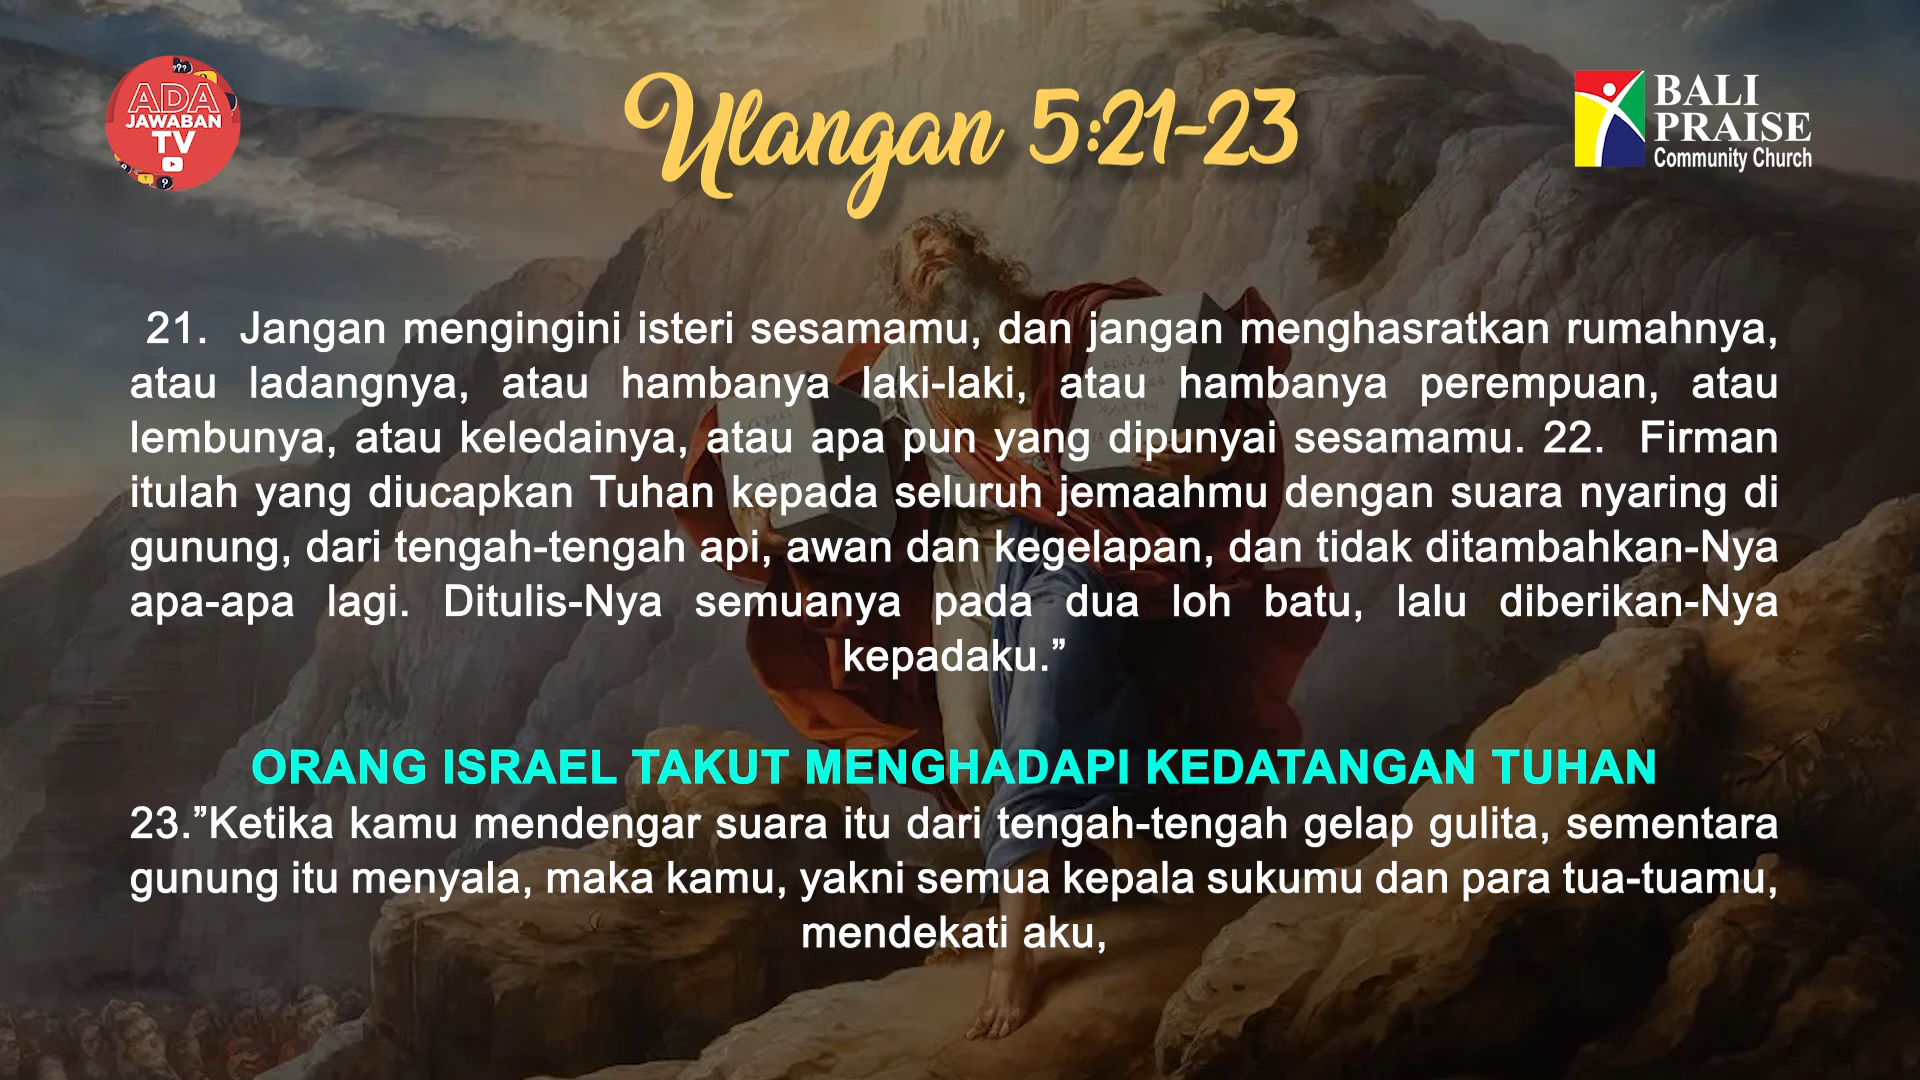 ADA
JAWABAN
TV
Ulangan 5:21-23
BALI
PRAISE
Community Church
21. Jangan mengingini isteri sesamamu, dan jangan menghasratkan rumahnya,
atau ladangnya, atau hambanya laki-laki, atau hambanya perempuan, atau
lembunya, atau keledainya, atau apa pun yang dipunyai sesamamu. 22. Firman
itulah yang diucapkan Tuhan kepada seluruh jemaahmu dengan suara nyaring di
gunung, dari tengah-tengah api, awan dan kegelapan, dan tidak ditambahkan-Nya
apa-apa lagi. Ditulis-Nya semuanya pada dua loh batu, lalu diberikan-Nya
kepadaku.”
ORANG ISRAEL TAKUT MENGHADAPI KEDATANGAN TUHAN
23.”Ketika kamu mendengar suara itu dari tengah-tengah gelap gulita, sementara
gunung itu menyala, maka kamu, yakni semua kepala sukumu dan para tua-tuamu,
mendekati aku,